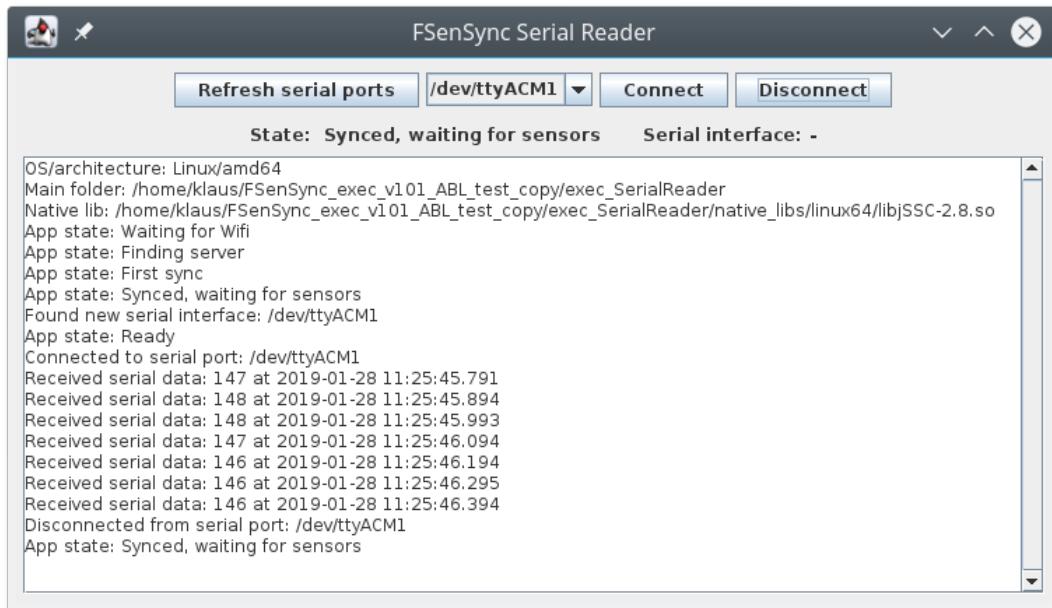 FSenSync Serial Reader
Refresh serial ports /dev/ttyACM1 Connect Disconnect
State: Synced, waiting for sensors Serial interface: -
OS/architecture: Linux/amd64
Main folder: /home/klaus/FSenSync_exec_v101_ABL_test_copy/exec_SerialReader
Native lib: /home/klaus/FSenSync_exec_v101_ABL_test_copy/exec_SerialReader/native_libs/linux64/libjSSC-2.8.so
App state: Waiting for Wifi
App state: Finding server
App state: First sync
App state: Synced, waiting for sensors
Found new serial interface: /dev/ttyACM1
App state: Ready
Connected to serial port: /dev/ttyACM1
Received serial data: 147 at 2019-01-28 11:25:45.791
Received serial data: 148 at 2019-01-28 11:25:45.894
Received serial data: 148 at 2019-01-28 11:25:45.993
Received serial data: 147 at 2019-01-28 11:25:46.094
Received serial data: 146 at 2019-01-28 11:25:46.194
Received serial data: 146 at 2019-01-28 11:25:46.295
Received serial data: 146 at 2019-01-28 11:25:46.394
Disconnected from serial port: /dev/ttyACM1
App state: Synced, waiting for sensors